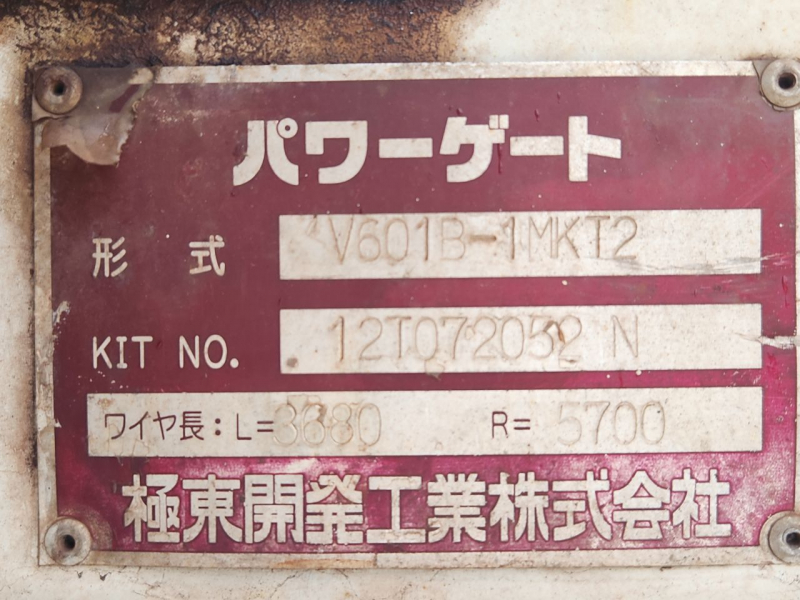 パワーゲート
形 式 V601B-1MKT2
KIT NO. 12T072052 N
ワイヤ長:L=3680 R=5700
極東開発工業株式会社